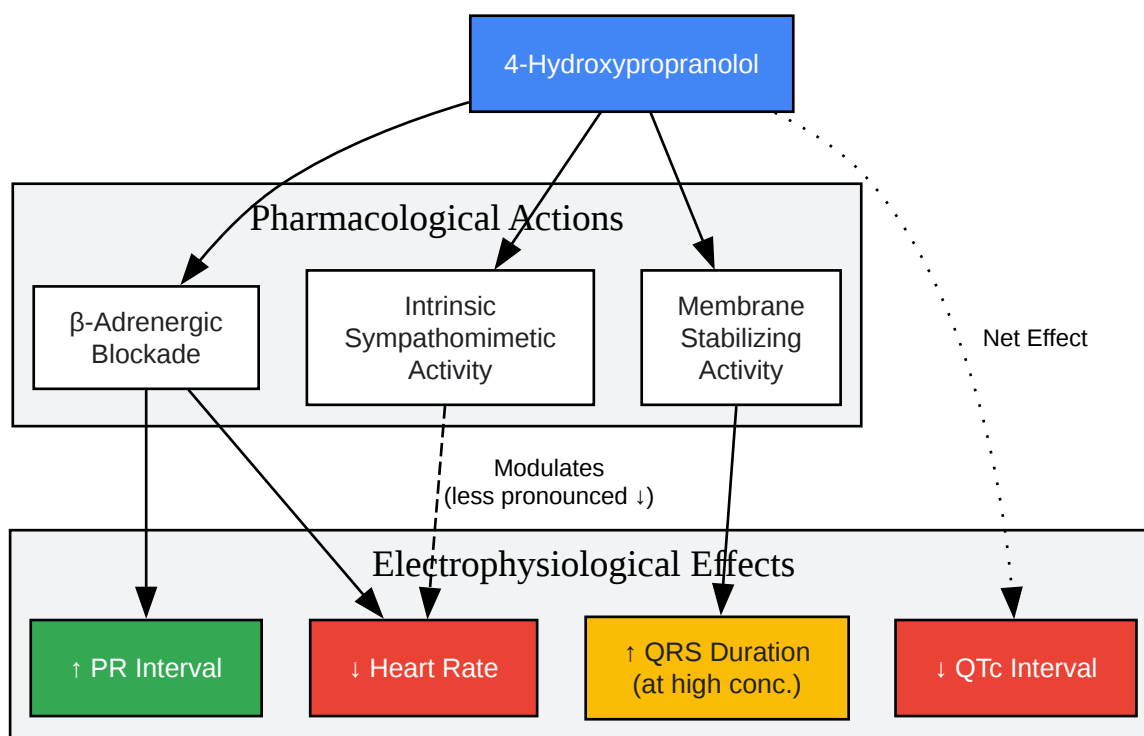 4-Hydroxypropranolol
Pharmacological Actions
β-Adrenergic
Blockade
Intrinsic
Sympathomimetic
Activity
Membrane
Stabilizing
Activity
Net Effect
Modulates
(less pronounced ↓)
Electrophysiological Effects
↑ PR Interval
↓ Heart Rate
↑ QRS Duration
(at high conc.)
↓ QTc Interval